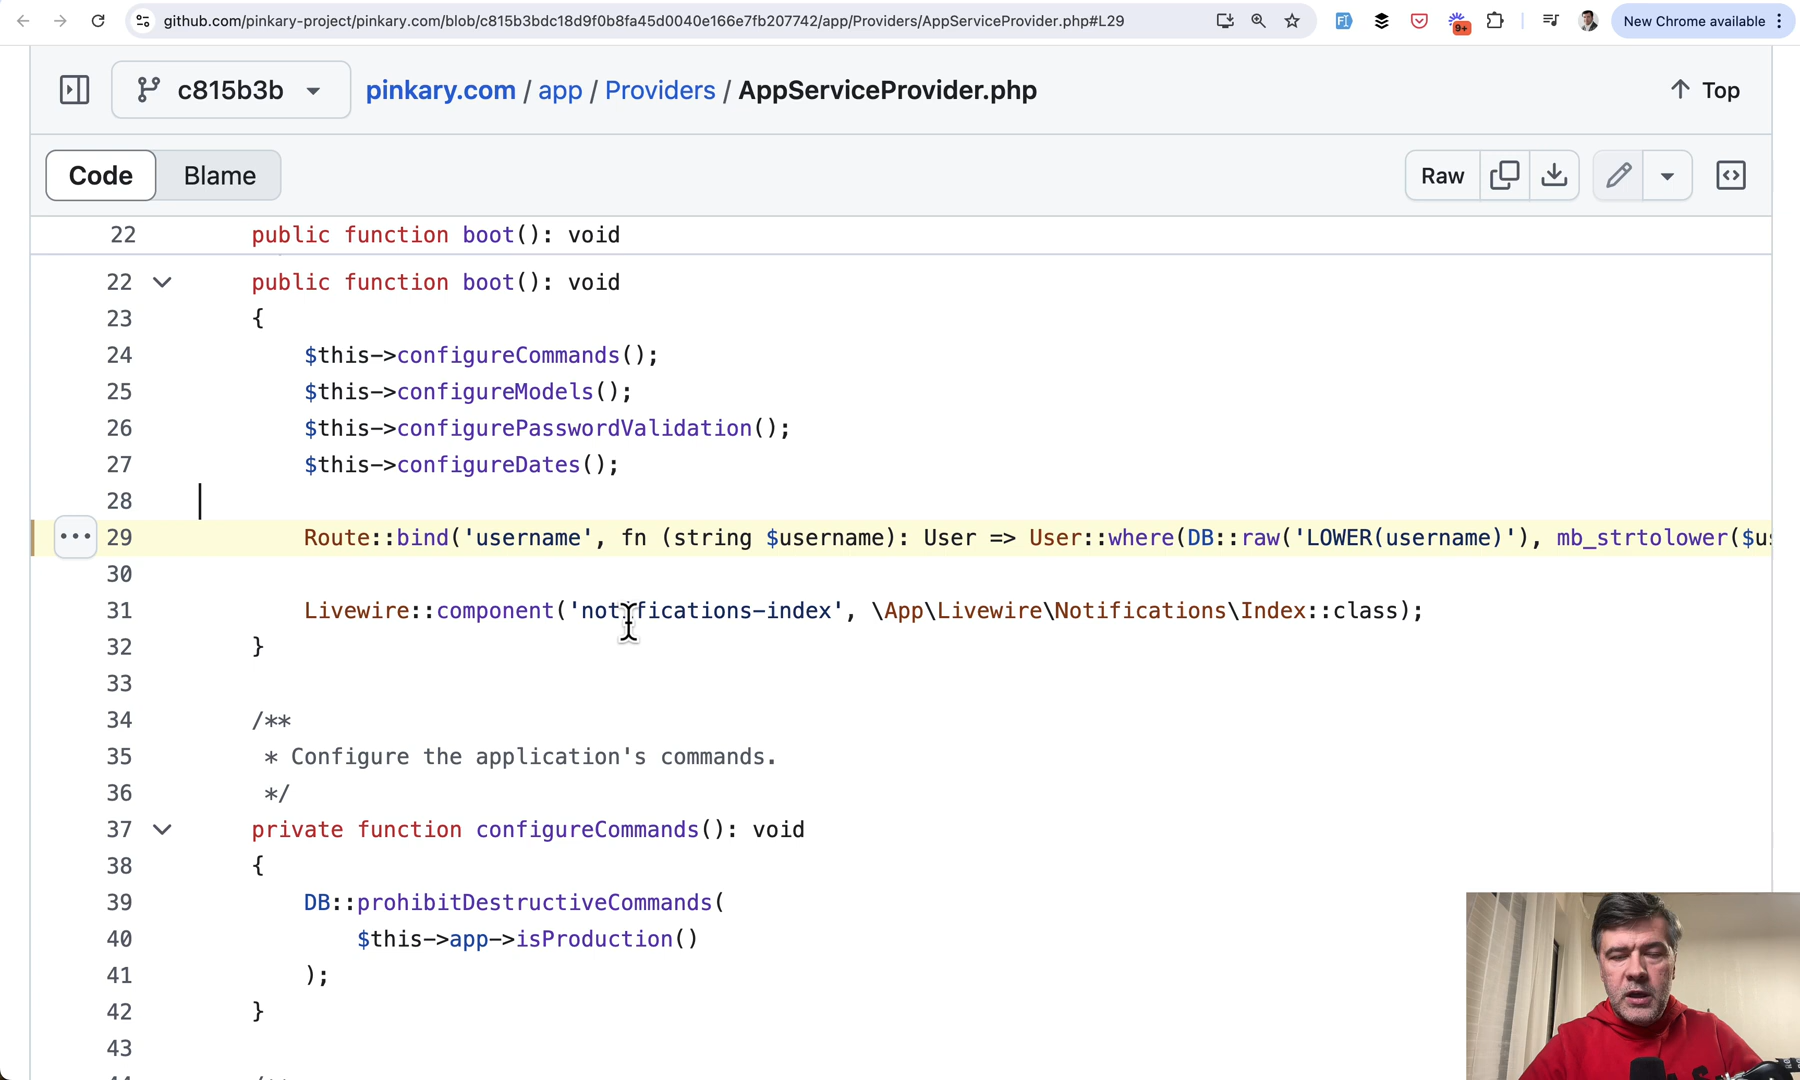 github.com/pinkary-project/pinkary.com/blob/c815b3bdc18d9f0b8fa45d0040e166e7fb207742/app/Providers/AppServiceProvider.php#L29
9+
New Chrome available
c815b3b
pinkary.com / app / Providers / AppServiceProvider.php
Top
Code
Blame
Raw
22 public function boot(): void
22 public function boot(): void
23 {
24 $this->configureCommands();
25 $this->configureModels();
26 $this->configurePasswordValidation();
27 $this->configureDates();
28
29 Route::bind('username', fn (string $username): User => User::where(DB::raw('LOWER(username)'), mb_strtolower($us
30
31 Livewire::component('notifications-index', \App\Livewire\Notifications\Index::class);
32 }
33
34 /**
35 * Configure the application's commands.
36 */
37 private function configureCommands(): void
38 {
39 DB::prohibitDestructiveCommands(
40 $this->app->isProduction()
41 );
42 }
43